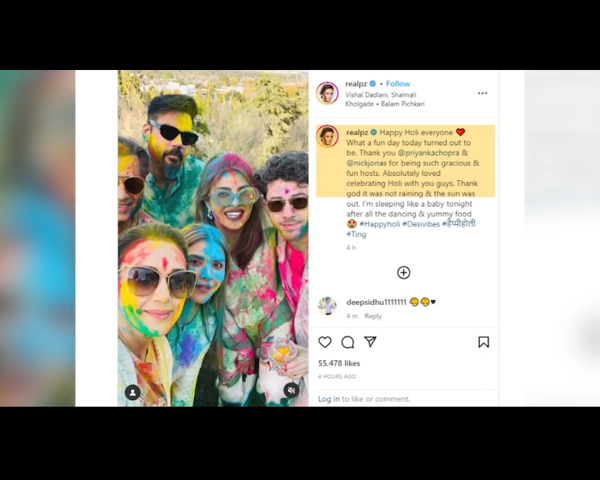 realpz • Follow
Vishal Dadlani, Shalmali
Kholgade • Balam Pichkari
realpz Happy Holi everyone
What a fun day today turned out to
be. Thank you @priyankachopra &
@nickjonas for being such gracious &
fun hosts. Absolutely loved
celebrating Holi with you guys. Thank
god it was not raining & the sun was
out. I'm sleeping like a baby tonight
after all the dancing & yummy food
😍 #Happyholi #Desivibes #हैप्पीहोली
#Ting
4 h
deepsidhu1111111
4 m Reply
55,478 likes
4 HOURS AGO
Log in to like or comment.